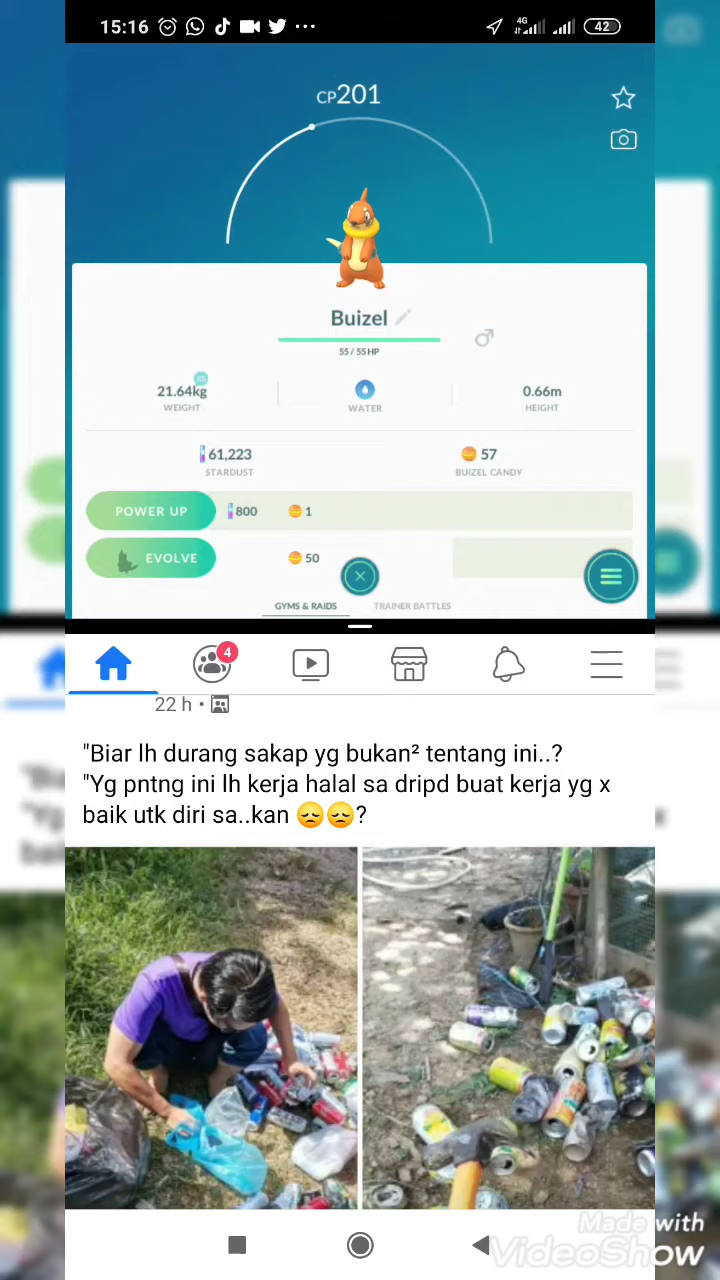 15:16
4G
42
CP201
Buizel
55 / 55 HP
XS
21.64kg
WEIGHT
WATER
0.66m
HEIGHT
61,223
STARDUST
57
BUIZEL CANDY
POWER UP
800
1
EVOLVE
50
GYMS & RAIDS
TRAINER BATTLES
4
22 h
"Biar lh durang sakap yg bukan² tentang ini..?
"Yg pntng ini lh kerja halal sa dripd buat kerja yg x
baik utk diri sa..kan 😞😞?
Made with
VideoShow